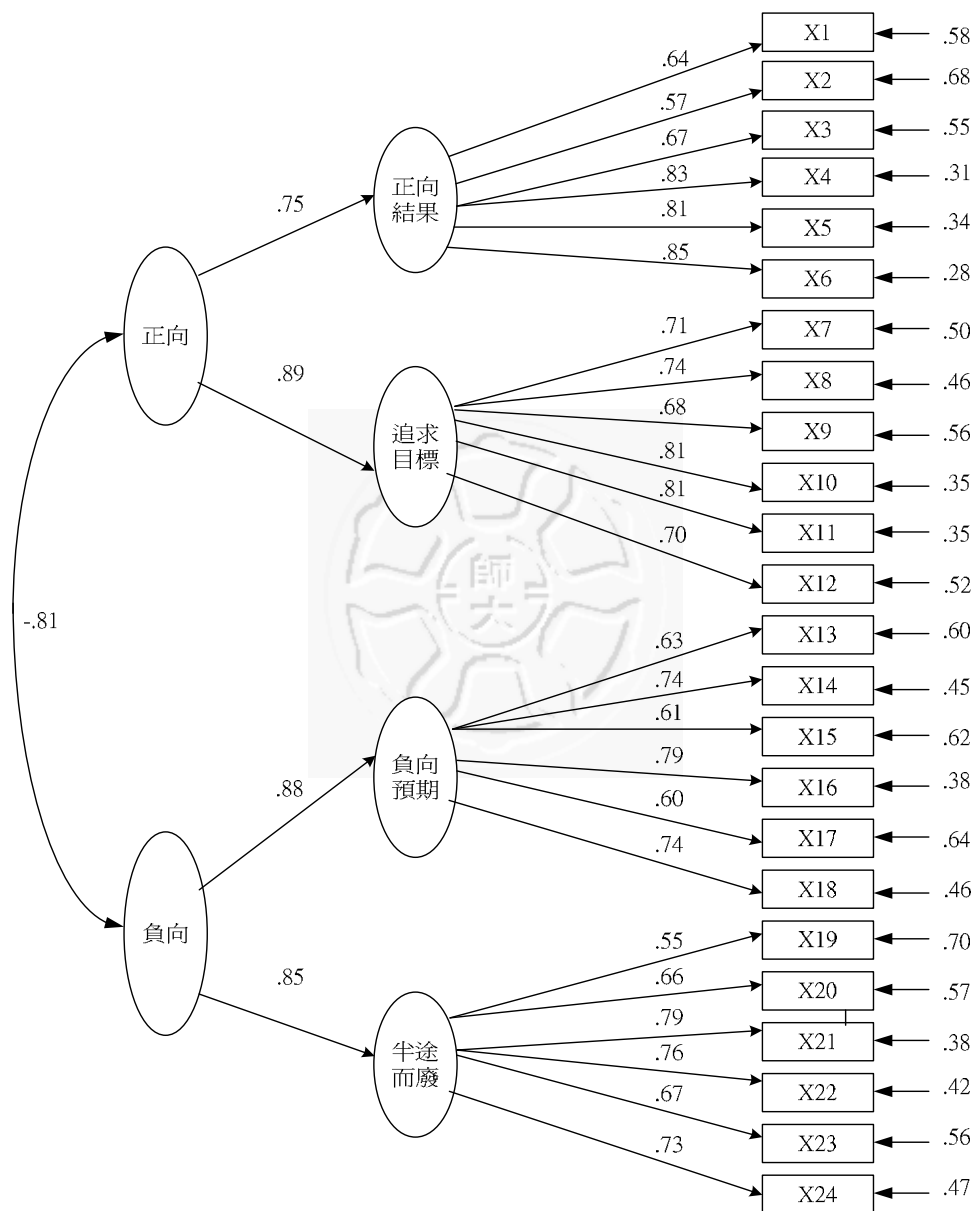 .64
X1
.58
.57
X2
.68
.67
X3
.55
.83
X4
.31
正向
結果
.81
X5
.34
.75
.85
X6
.28
正向
.71
X7
.50
.89
.74
X8
.46
追求
目標
.68
X9
.56
.81
X10
.35
.81
X11
.35
.70
X12
.52
師
大
-.81
.63
X13
.60
.74
X14
.45
.61
X15
.62
負向
預期
.79
X16
.38
.88
.60
X17
.64
.74
X18
.46
負向
.55
X19
.70
.85
.66
X20
.57
.79
X21
.38
半途
而廢
.76
X22
.42
.67
X23
.56
.73
X24
.47